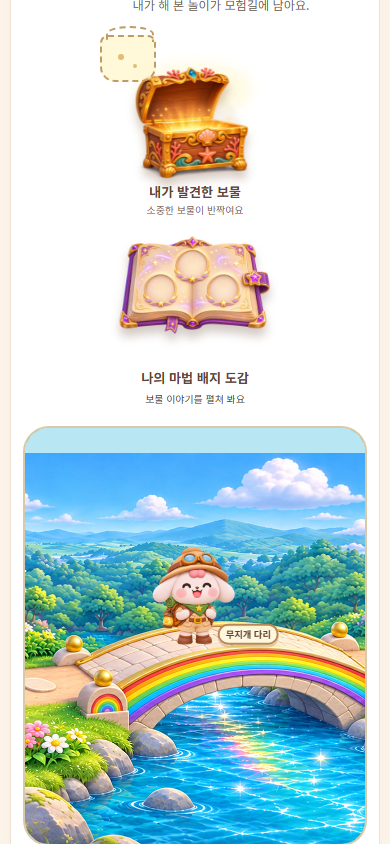 내가 해 본 놀이가 모험길에 남아요.
내가 발견한 보물
소중한 보물이 반짝여요
나의 마법 배지 도감
보물 이야기를 펼쳐 봐요
무지개 다리